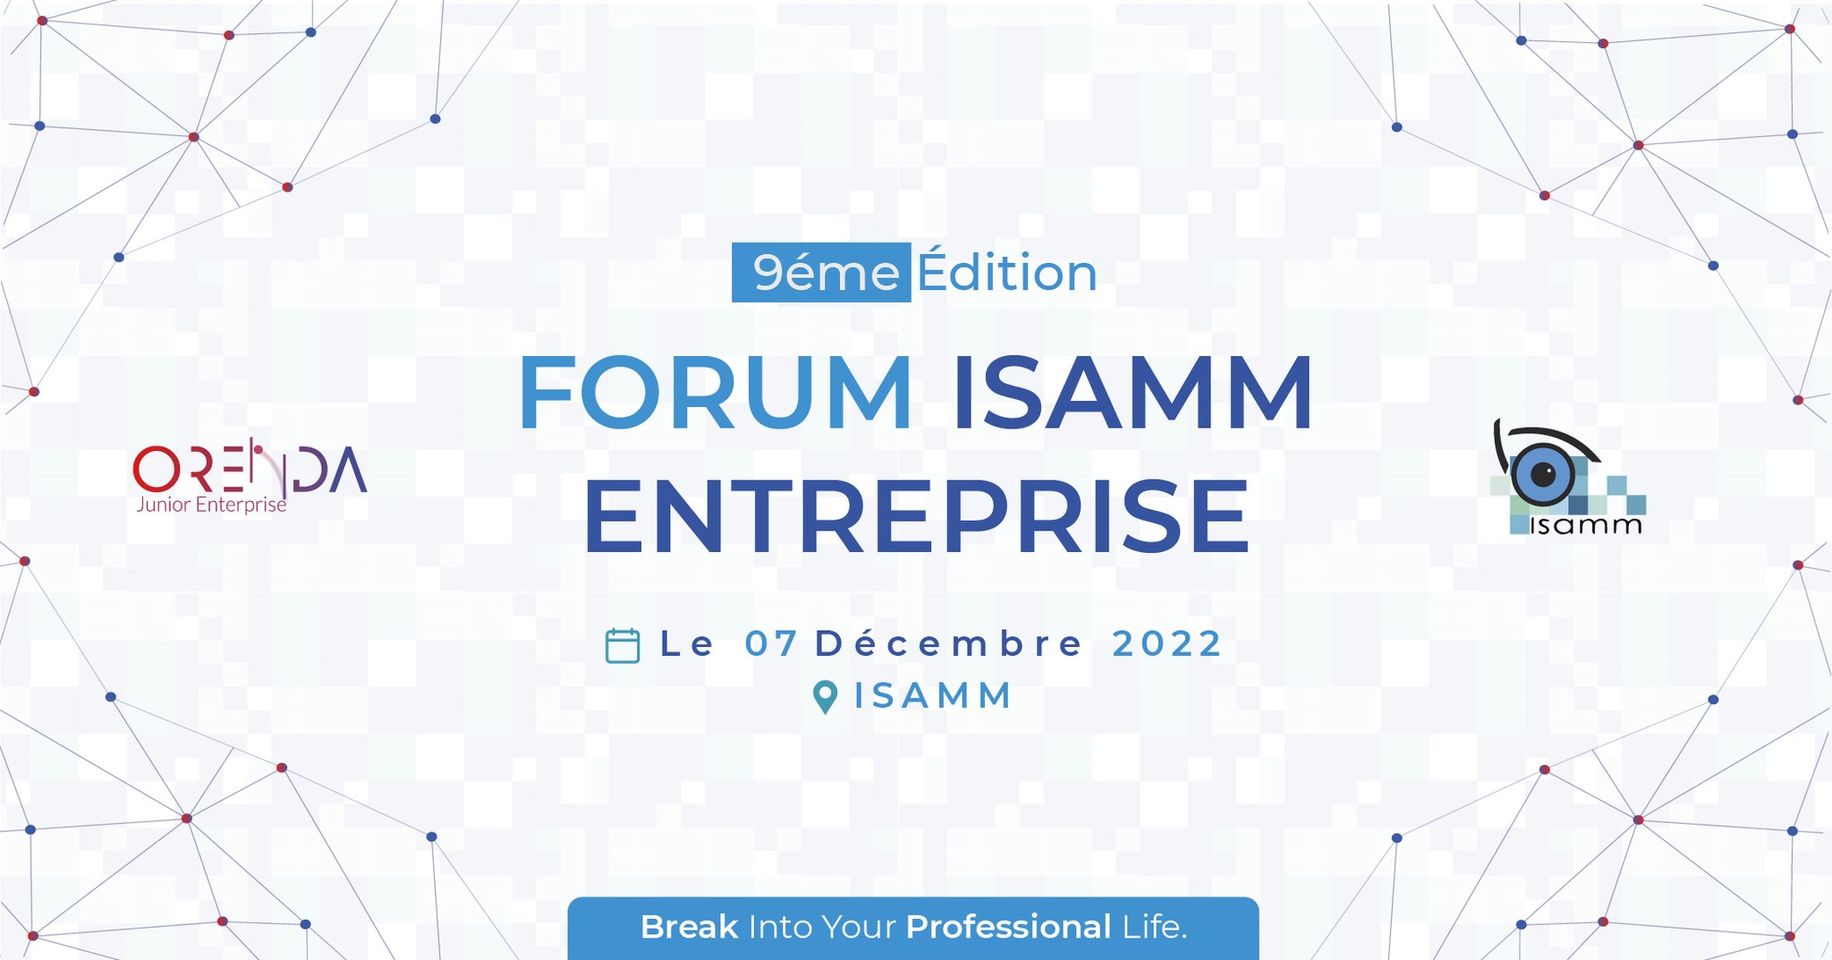 9éme Édition
FORUM ISAMM
ENTREPRISE
ORENDA
Junior Enterprise
Isamm
Le 07 Décembre 2022
ISAMM
Break Into Your Professional Life.